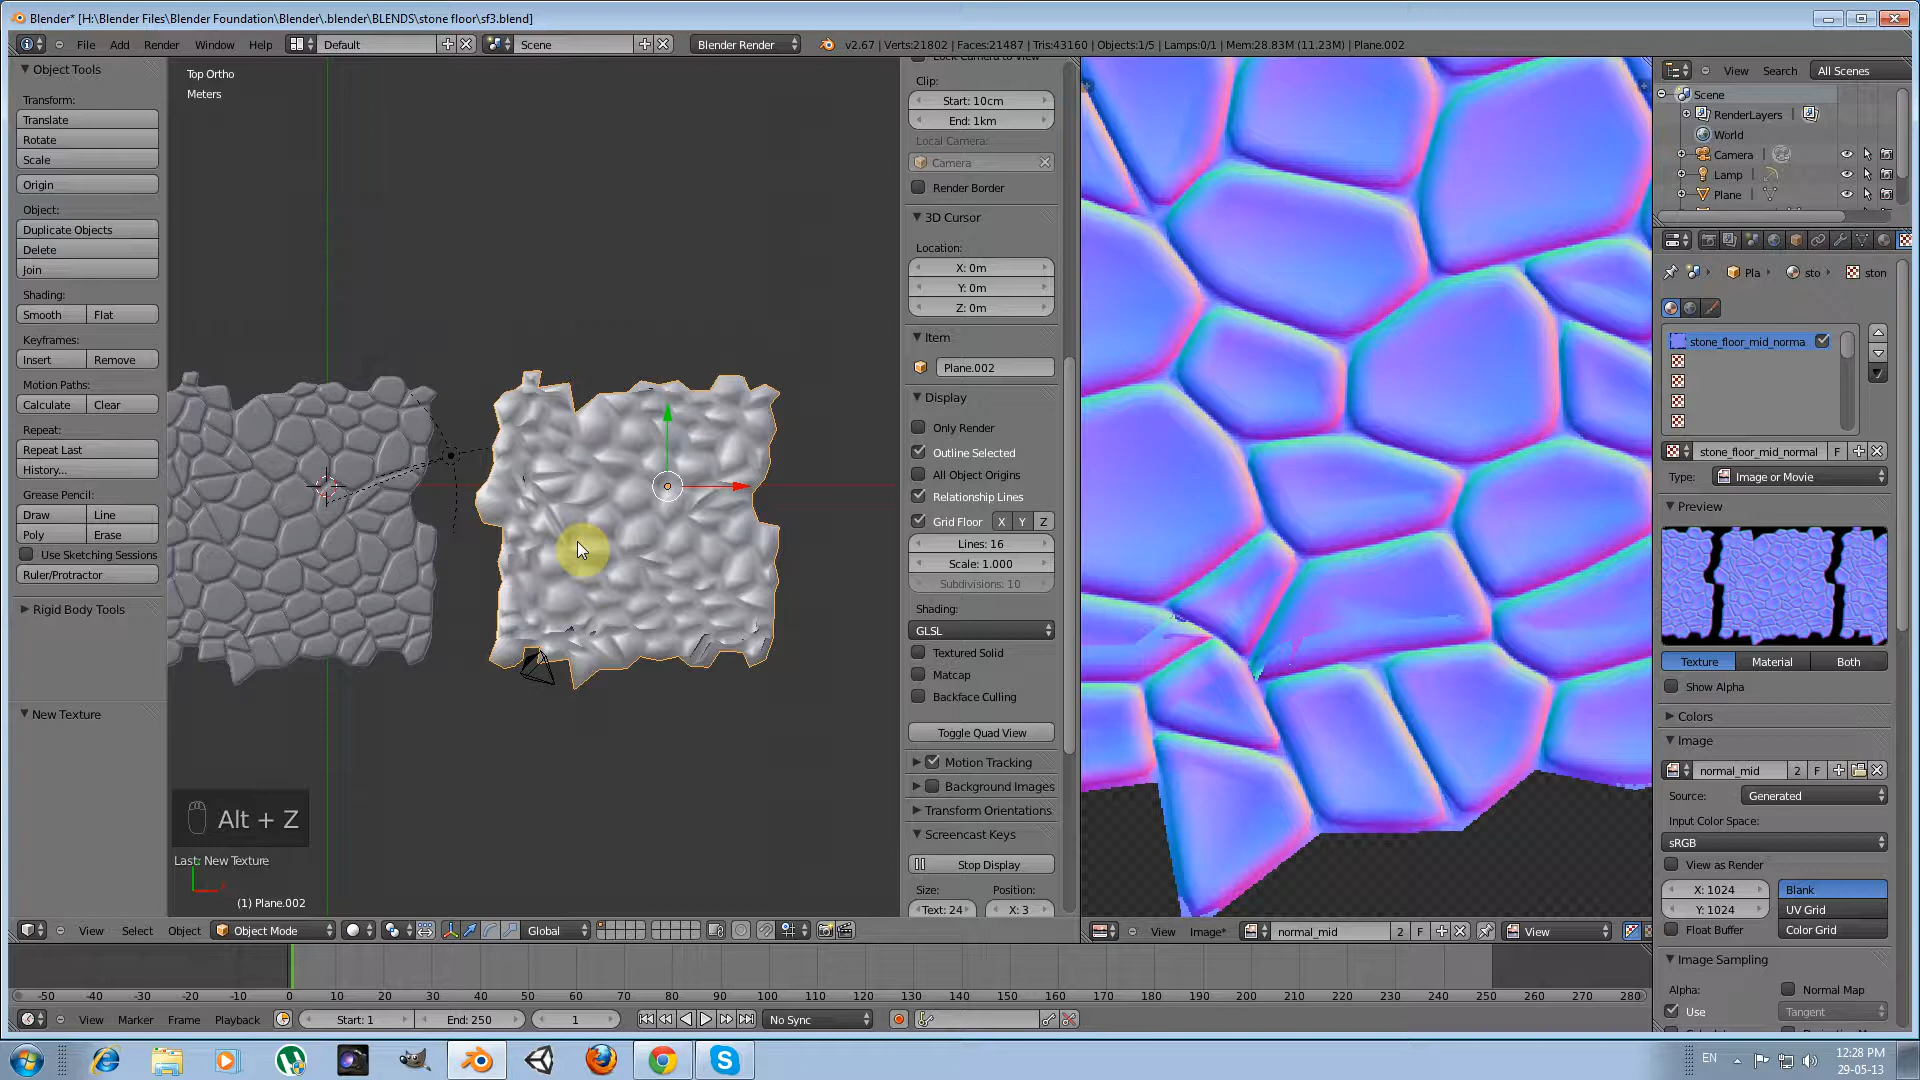 Blender* [H:\Blender Files\Blender Foundation\Blender\.blender\BLENDS\stone floor\sf3.blend]
File Add Render Window Help
Default
Scene
Blender Render
v2.67 | Verts:21802 | Faces:21487 | Tris:43160 | Objects:1/5 | Lamps:0/1 | Mem:28.83M (11.23M) | Plane.002
Object Tools
Transform:
Translate
Rotate
Scale
Origin
Object:
Duplicate Objects
Delete
Join
Shading:
Smooth Flat
Keyframes:
Insert Remove
Motion Paths:
Calculate Clear
Repeat:
Repeat Last
History...
Grease Pencil:
Draw Line
Poly Erase
Use Sketching Sessions
Ruler/Protractor
Rigid Body Tools
New Texture
Top Ortho
Meters
Alt + Z
Last: New Texture
(1) Plane.002
Lock Camera to View
Clip:
Start: 10cm
End: 1km
Local Camera:
Camera
Render Border
3D Cursor
Location:
X: 0m
Y: 0m
Z: 0m
Item
Plane.002
Display
Only Render
Outline Selected
All Object Origins
Relationship Lines
Grid Floor X Y Z
Lines: 16
Scale: 1.000
Subdivisions: 10
Shading:
GLSL
Textured Solid
Matcap
Backface Culling
Toggle Quad View
Motion Tracking
Background Images
Transform Orientations
Screencast Keys
Stop Display
Size: Position:
Text: 24 X: 3
View Search All Scenes
Scene
RenderLayers
World
Camera
Lamp
Plane
Pla sto ston
stone_floor_mid_norma
stone_floor_mid_normal F
Type: Image or Movie
Preview
Texture Material Both
Show Alpha
Colors
Image
normal_mid 2 F
Source: Generated
Input Color Space:
sRGB
View as Render
X: 1024 Blank
Y: 1024 UV Grid
Float Buffer Color Grid
Image Sampling
Alpha: Normal Map
Use Tangent
View Select Object Object Mode Global
View Image* normal_mid 2 F View
-50 -40 -30 -20 -10 0 10 20 30 40 50 60 70 80 90 100 110 120 130 140 150 160 170 180 190 200 210 220 230 240 250 260 270 280
View Marker Frame Playback Start: 1 End: 250 1 No Sync
EN
12:28 PM
29-05-13